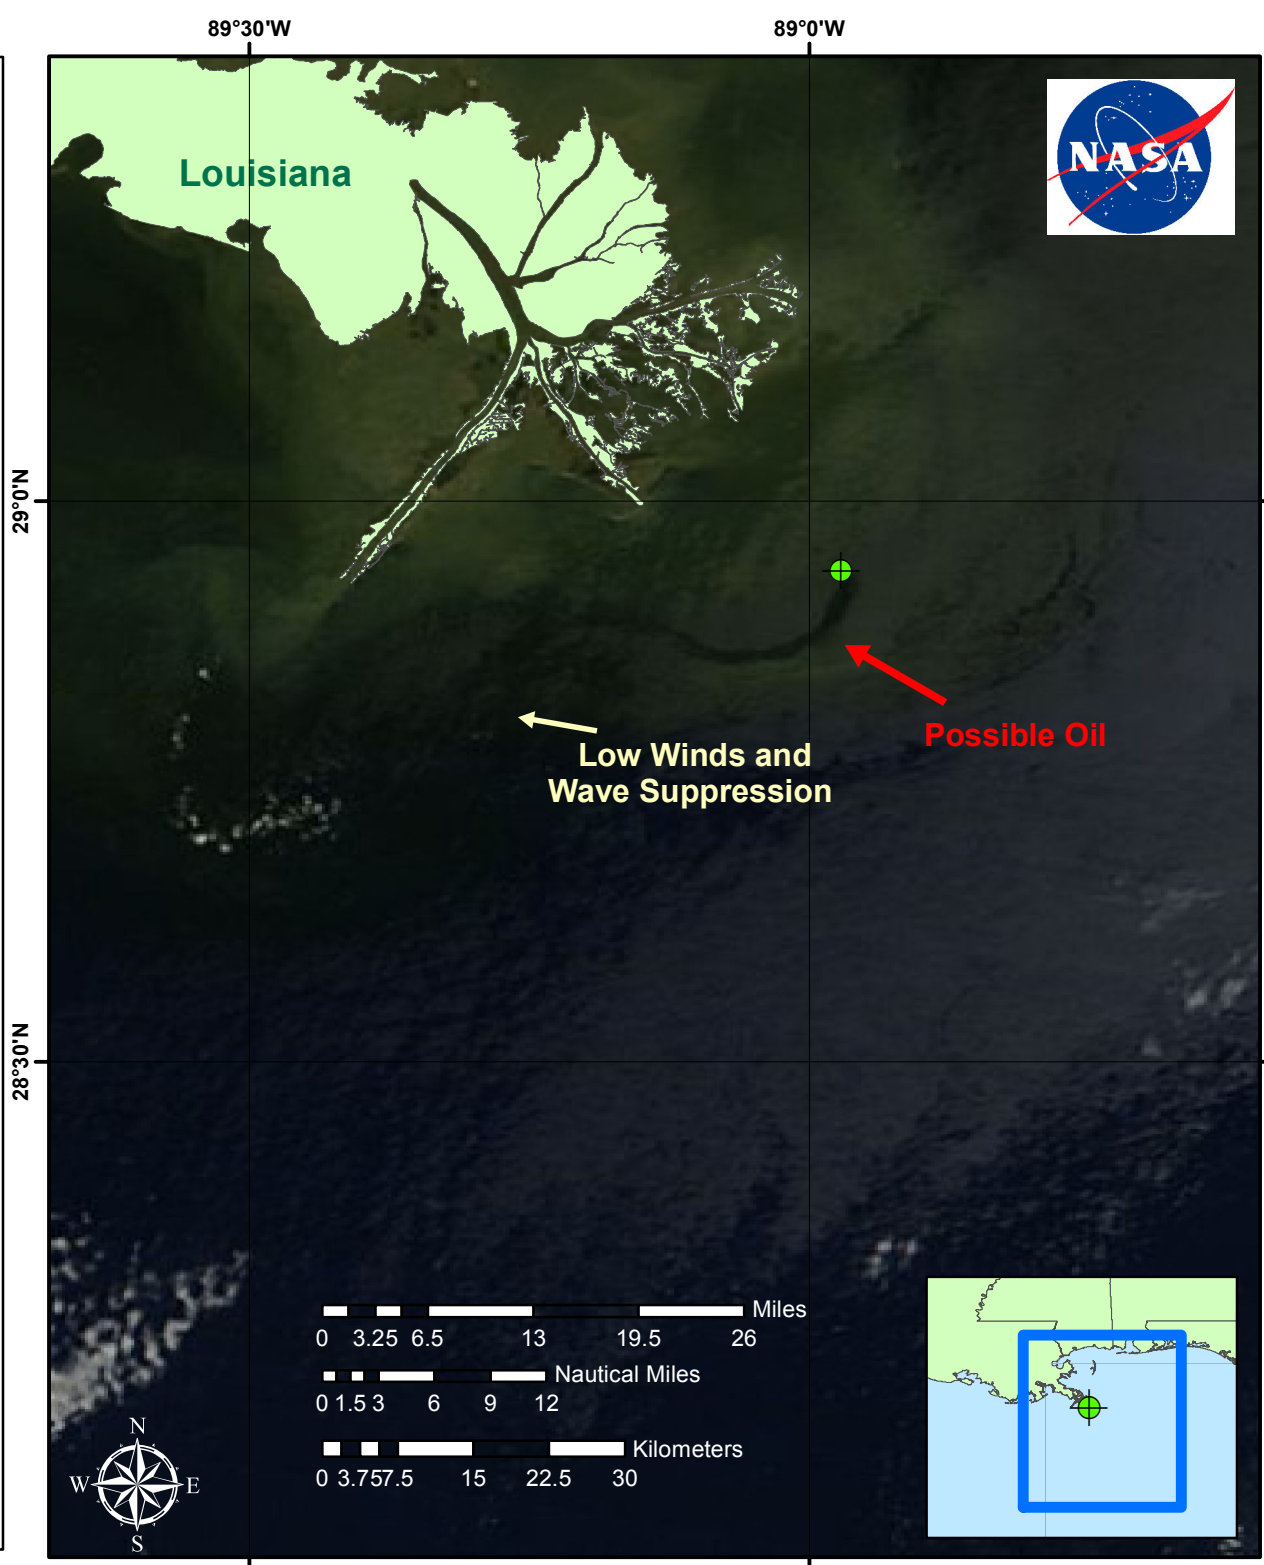 89°30'W
89°0'W
NASA
Louisiana
29°0'N
Possible Oil
Low Winds and
Wave Suppression
28°30'N
Miles
0 3.25 6.5 13 19.5 26
Nautical Miles
0 1.5 3 6 9 12
Kilometers
0 3.75 7.5 15 22.5 30
N
W E
S